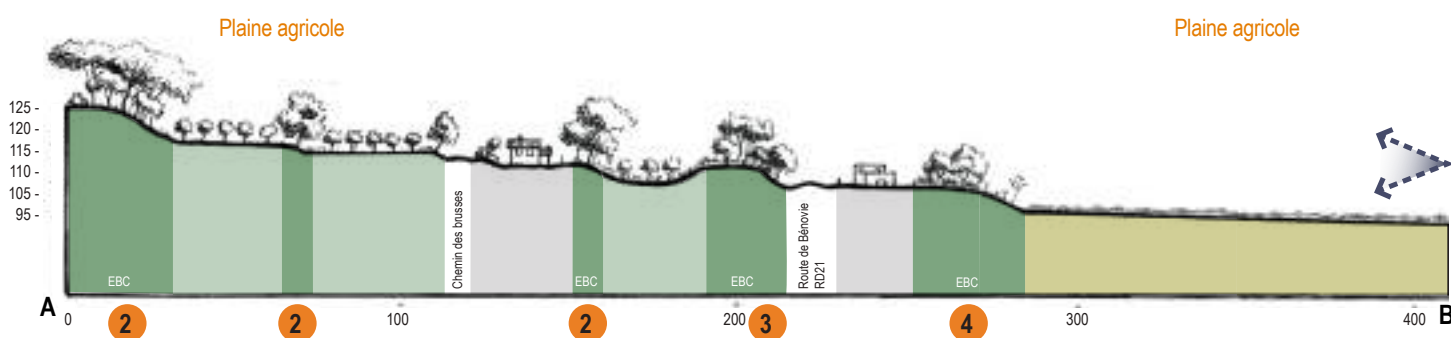 Plaine agricole
Plaine agricole
125 -
120 -
115 -
110 -
105 -
95 -
Chemin des brusses
Route de Bénovie
RD21
EBC
EBC
EBC
EBC
A
B
0
100
200
300
400
2
2
2
3
4